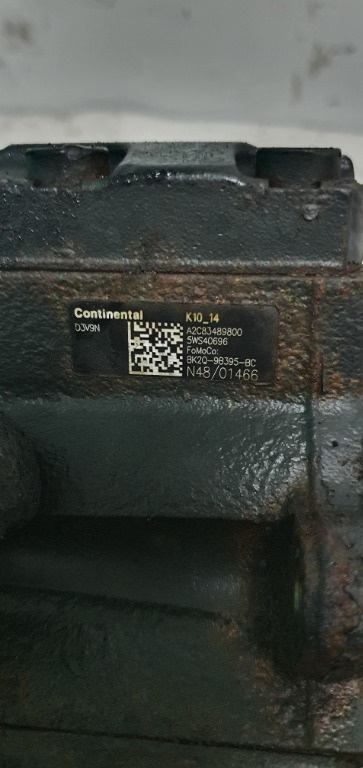 Continental K10_14
D3V9N A2C83489800
5WS40696
FoMoCo:
BK2Q-9B395-BC
N48/01466